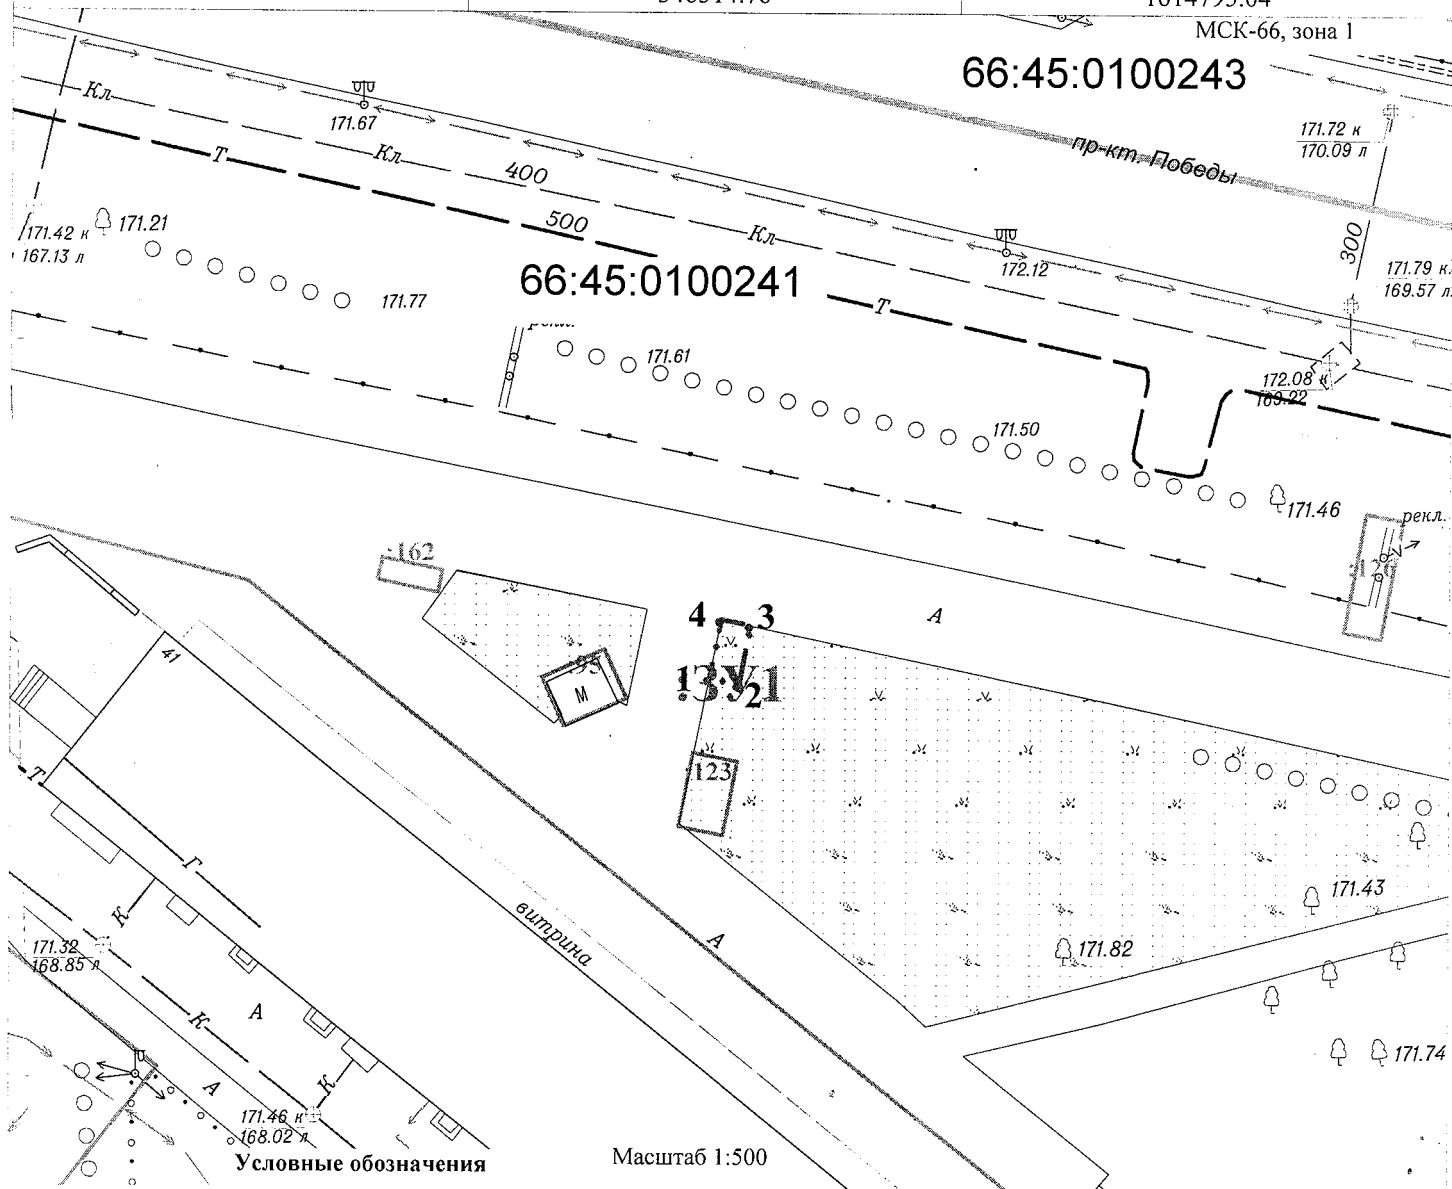 МСК-66, зона 1
66:45:0100243
171.72 к
170.09 л
пр-кт. Победы
Кл
171.67
Т
Кл
400
500
Кл
172.12
300
171.79 к
169.57 л
171.42 к
167.13 л
171.21
171.77
66:45:0100241
Т
171.61
172.08 к
169.22
171.50
171.46
рекл.
:162
4
3
А
41
М
1
:ЗУ1
2
123
Т
Г
К
витрина
А
171.43
171.82
171.32
168.85 л
К
А
К
А
171.74
171.46 к
168.02 л
Условные обозначения
Масштаб 1:500